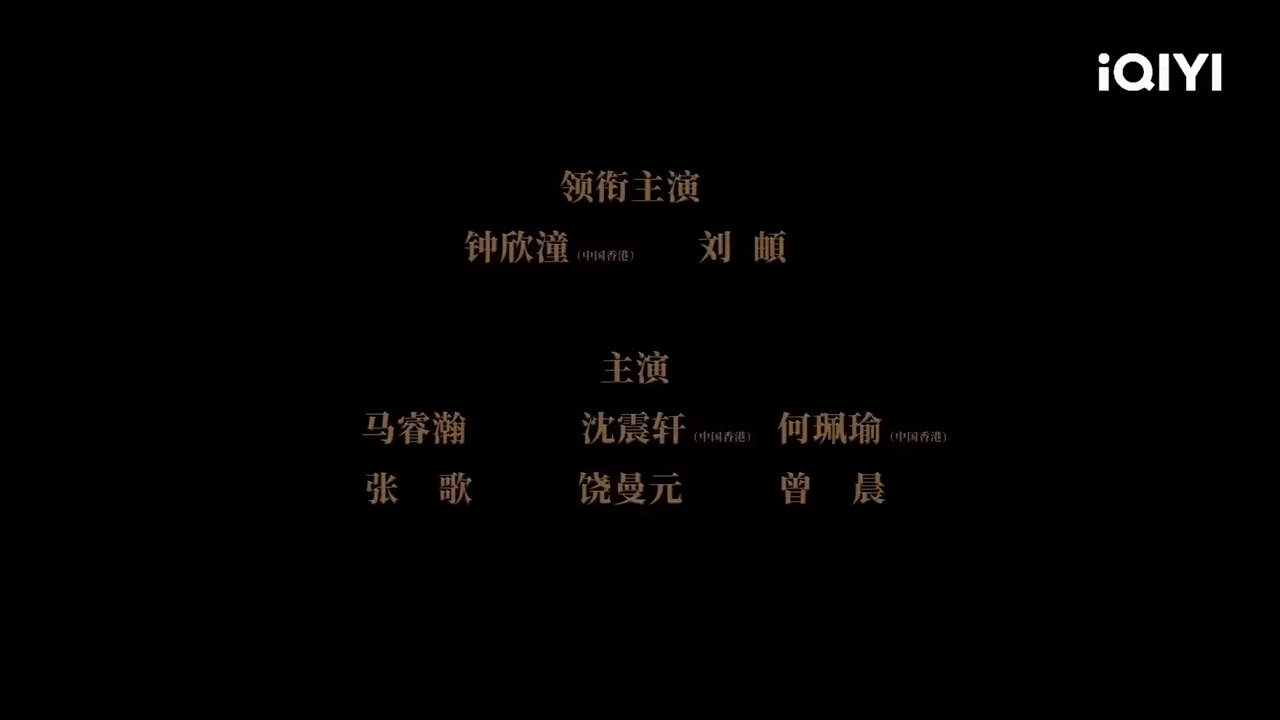 iQIYI
领衔主演
钟欣潼（中国香港） 刘 頔
主演
马睿瀚 沈震轩（中国香港） 何珮瑜（中国香港）
张 歌 饶曼元 曾 晨